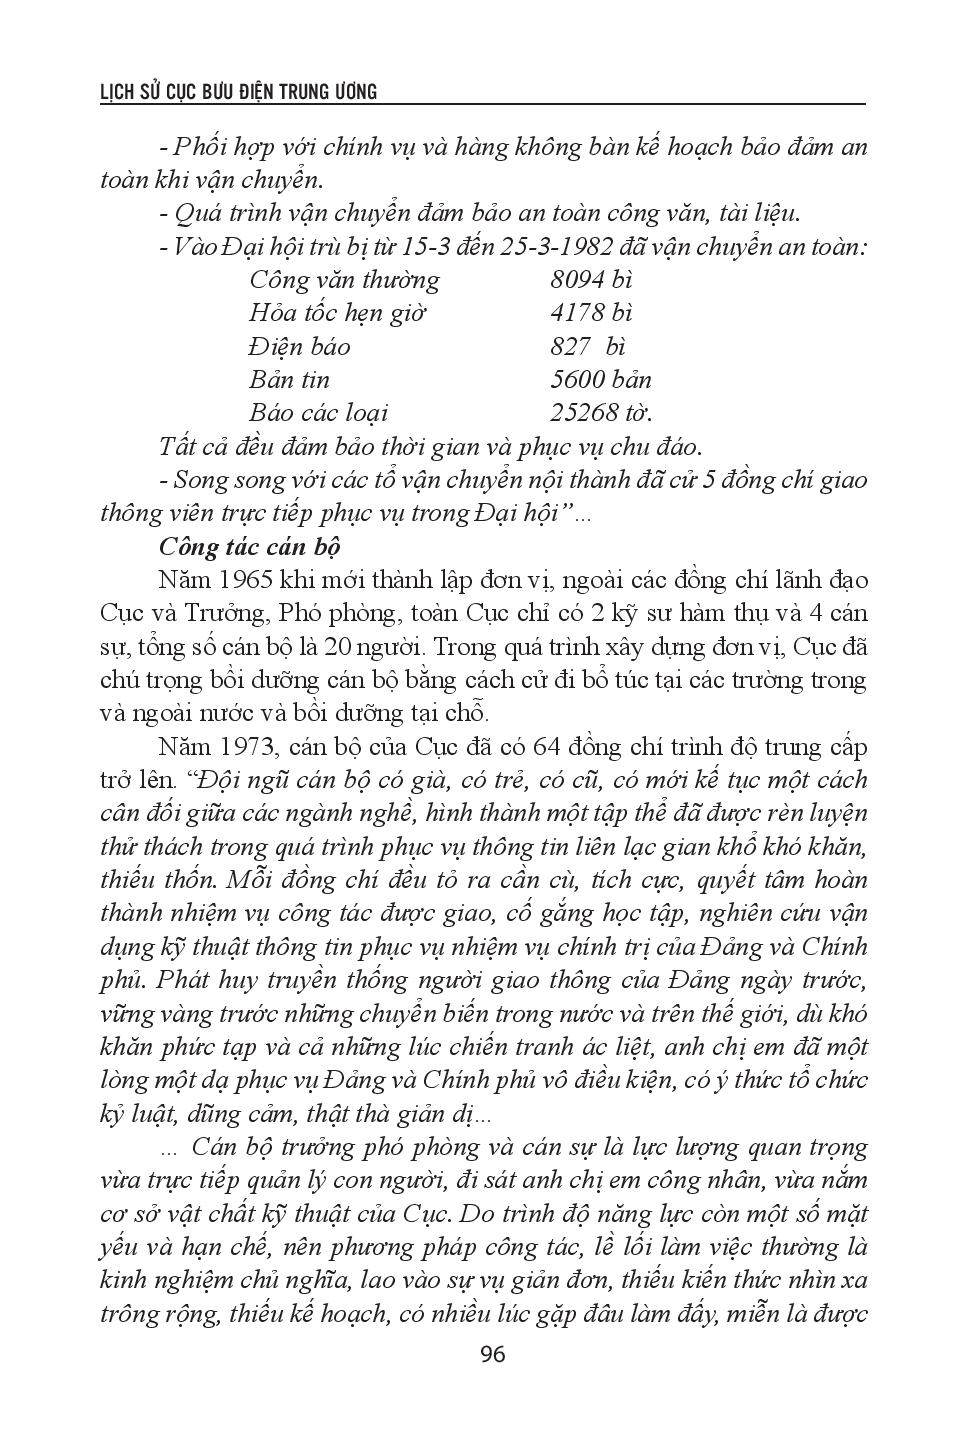 LỊCH SỬ CỤC BƯU ĐIỆN TRUNG ƯƠNG
- Phối hợp với chính vụ và hàng không bàn kế hoạch bảo đảm an
toàn khi vận chuyển.
- Quá trình vận chuyển đảm bảo an toàn công văn, tài liệu.
- Vào Đại hội trù bị từ 15-3 đến 25-3-1982 đã vận chuyển an toàn:
Công văn thường 8094 bì
Hỏa tốc hẹn giờ 4178 bì
Điện báo 827 bì
Bản tin 5600 bản
Báo các loại 25268 tờ.
Tất cả đều đảm bảo thời gian và phục vụ chu đáo.
- Song song với các tổ vận chuyển nội thành đã cử 5 đồng chí giao
thông viên trực tiếp phục vụ trong Đại hội”...
Công tác cán bộ
Năm 1965 khi mới thành lập đơn vị, ngoài các đồng chí lãnh đạo
Cục và Trưởng, Phó phòng, toàn Cục chỉ có 2 kỹ sư hàm thụ và 4 cán
sự, tổng số cán bộ là 20 người. Trong quá trình xây dựng đơn vị, Cục đã
chú trọng bồi dưỡng cán bộ bằng cách cử đi bổ túc tại các trường trong
và ngoài nước và bồi dưỡng tại chỗ.
Năm 1973, cán bộ của Cục đã có 64 đồng chí trình độ trung cấp
trở lên. “Đội ngũ cán bộ có già, có trẻ, có cũ, có mới kế tục một cách
cân đối giữa các ngành nghề, hình thành một tập thể đã được rèn luyện
thử thách trong quá trình phục vụ thông tin liên lạc gian khổ khó khăn,
thiếu thốn. Mỗi đồng chí đều tỏ ra cần cù, tích cực, quyết tâm hoàn
thành nhiệm vụ công tác được giao, cố gắng học tập, nghiên cứu vận
dụng kỹ thuật thông tin phục vụ nhiệm vụ chính trị của Đảng và Chính
phủ. Phát huy truyền thống người giao thông của Đảng ngày trước,
vững vàng trước những chuyển biến trong nước và trên thế giới, dù khó
khăn phức tạp và cả những lúc chiến tranh ác liệt, anh chị em đã một
lòng một dạ phục vụ Đảng và Chính phủ vô điều kiện, có ý thức tổ chức
kỷ luật, dũng cảm, thật thà giản dị...
... Cán bộ trưởng phó phòng và cán sự là lực lượng quan trọng
vừa trực tiếp quản lý con người, đi sát anh chị em công nhân, vừa nắm
cơ sở vật chất kỹ thuật của Cục. Do trình độ năng lực còn một số mặt
yếu và hạn chế, nên phương pháp công tác, lề lối làm việc thường là
kinh nghiệm chủ nghĩa, lao vào sự vụ giản đơn, thiếu kiến thức nhìn xa
trông rộng, thiếu kế hoạch, có nhiều lúc gặp đâu làm đấy, miễn là được
96